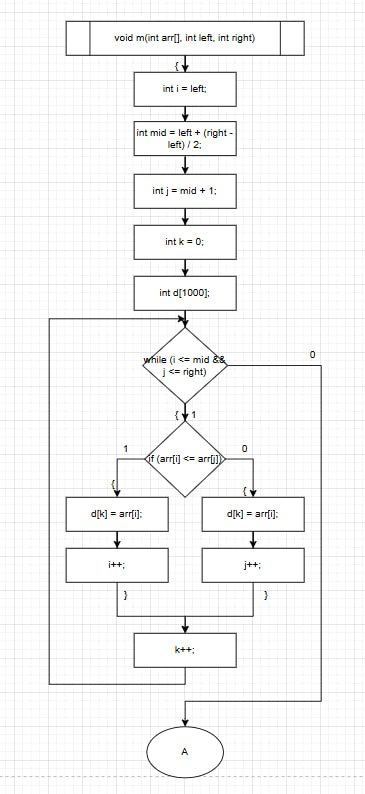 void m(int arr[], int left, int right)
{
int i = left;
int mid = left + (right -
left) / 2;
int j = mid + 1;
int k = 0;
int d[1000];
while (i <= mid &&
j <= right)
0
{ 1
if (arr[i] <= arr[j])
1
0
{
{
d[k] = arr[i];
d[k] = arr[i];
i++;
j++;
}
}
k++;
A